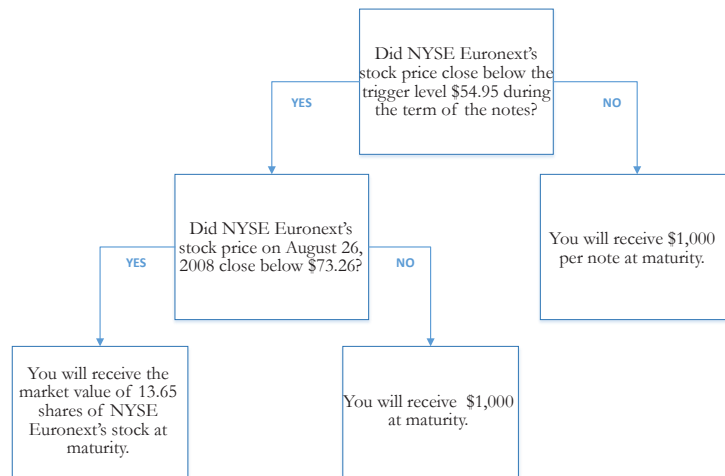 Did NYSE Euronext's
stock price close below the
trigger level $54.95 during
the term of the notes?
YES
NO
Did NYSE Euronext's
stock price on August 26,
2008 close below $73.26?
You will receive $1,000
per note at maturity.
YES
NO
You will receive the
market value of 13.65
shares of NYSE
Euronext's stock at
maturity.
You will receive $1,000
at maturity.